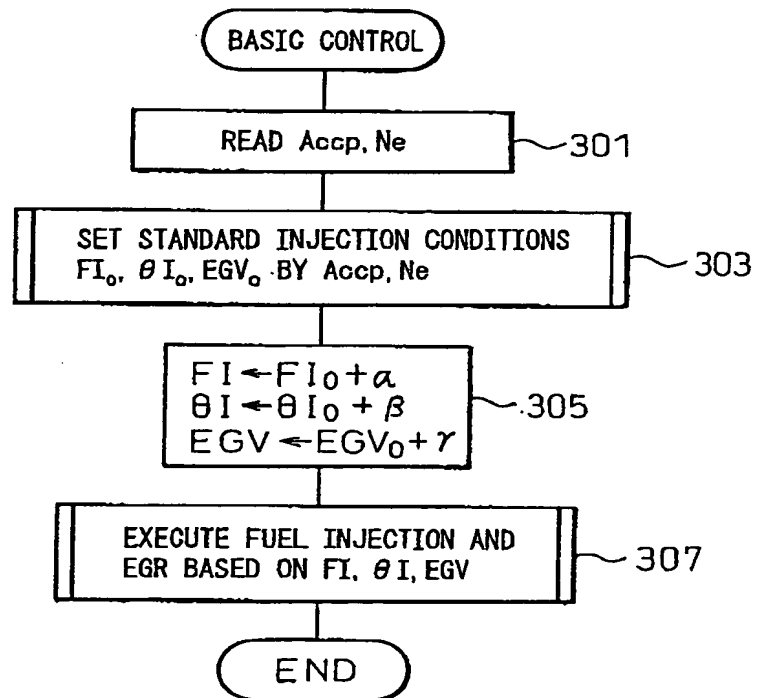 BASIC CONTROL
READ Accp, Ne
301
SET STANDARD INJECTION CONDITIONS
FI₀, θI₀, EGV₀ BY Accp, Ne
303
FI ← FI₀ + α
θI ← θI₀ + β
EGV ← EGV₀ + γ
305
EXECUTE FUEL INJECTION AND
EGR BASED ON FI, θI, EGV
307
END